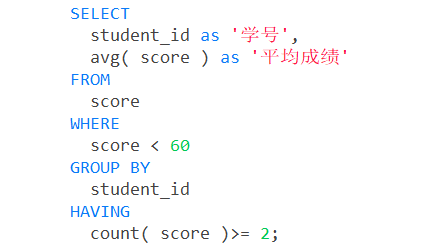 SELECT
student_id as '学号',
avg( score ) as '平均成绩'
FROM
score
WHERE
score < 60
GROUP BY
student_id
HAVING
count( score )>= 2;